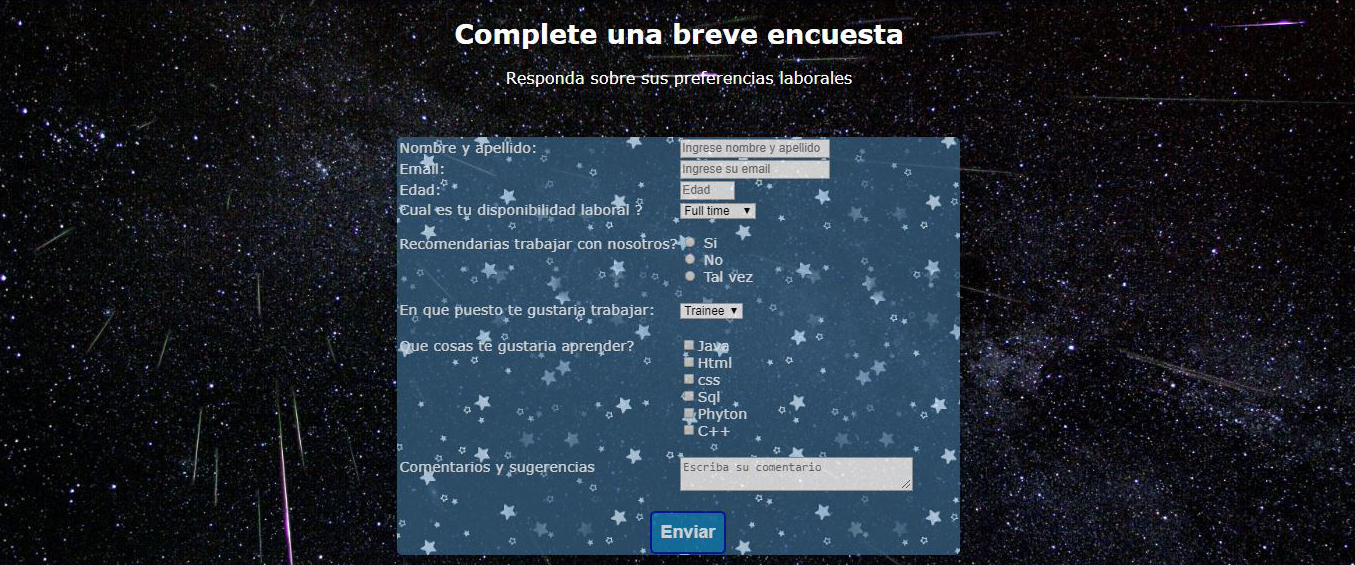 Complete una breve encuesta
Responda sobre sus preferencias laborales
Nombre y apellido: Ingrese nombre y apellido
Email: Ingrese su email
Edad: Edad
Cual es tu disponibilidad laboral ? Full time
Recomendarias trabajar con nosotros? Si
No
Tal vez
En que puesto te gustaria trabajar: Trainee
Que cosas te gustaria aprender? Java
Html
css
Sql
Phyton
C++
Comentarios y sugerencias Escriba su comentario
Enviar